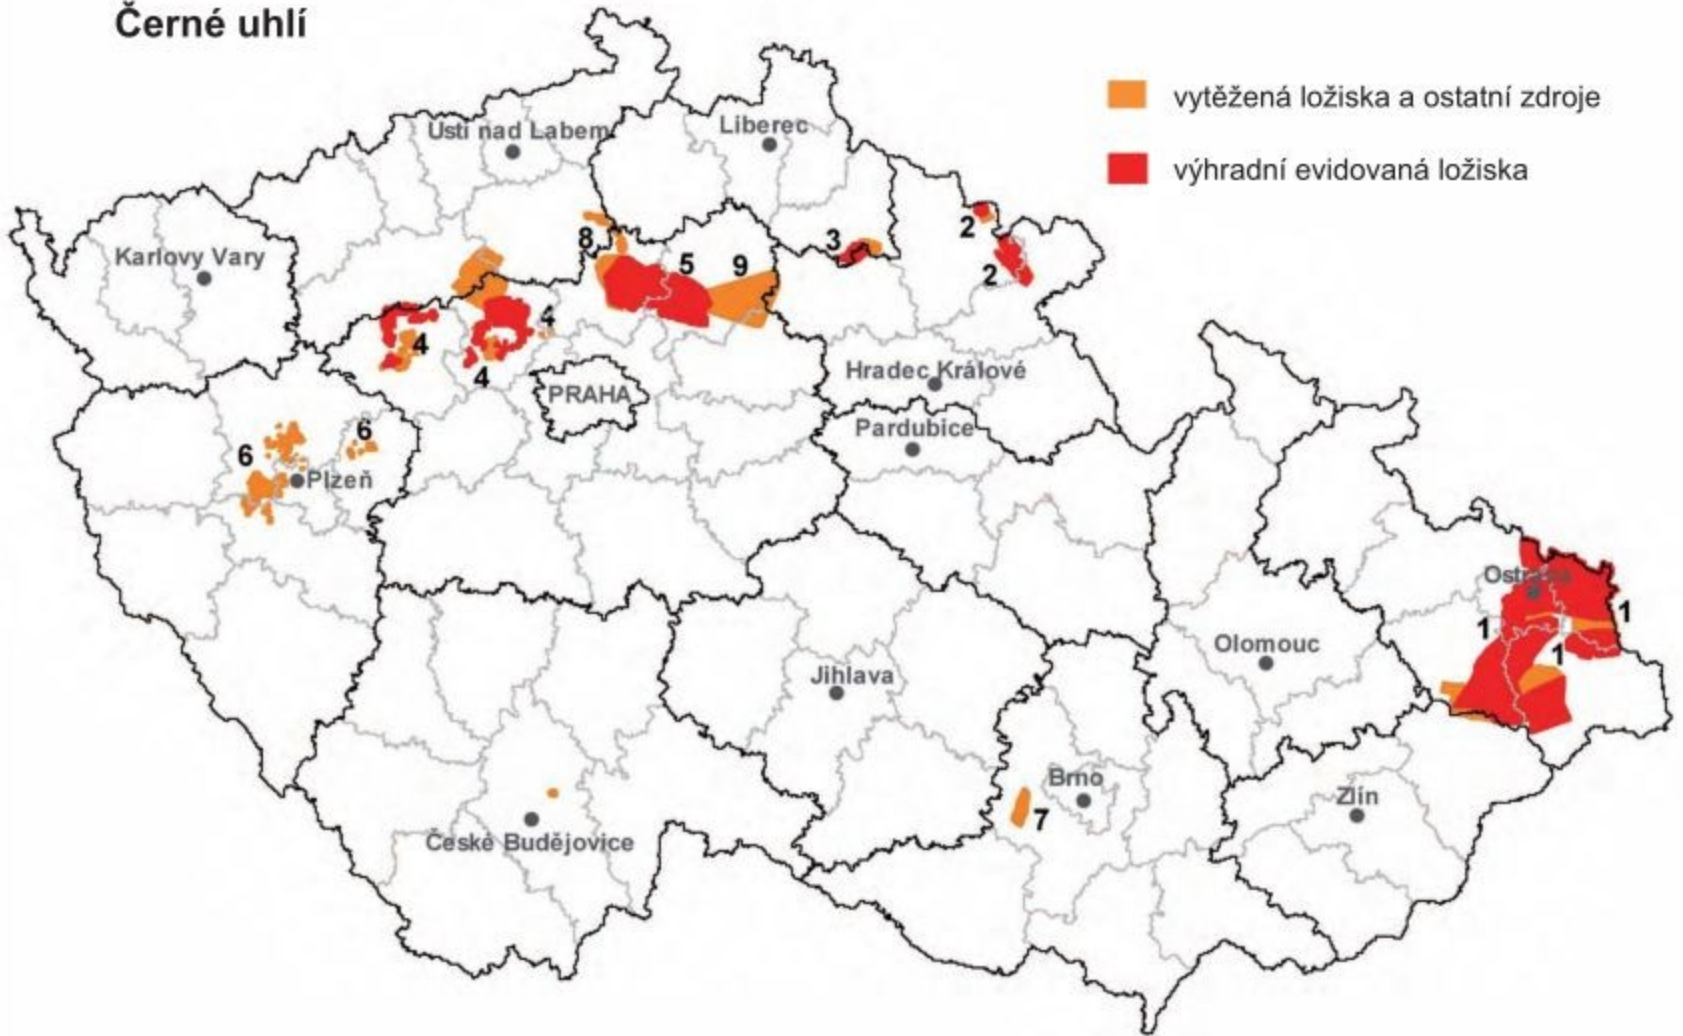 Černé uhlí
vytěžená ložiska a ostatní zdroje
výhradní evidovaná ložiska
Ústí nad Labem
Liberec
Karlovy Vary
8
5
9
3
2
2
4
4
4
PRAHA
Hradec Králové
Pardubice
6
6
Plzeň
Ostrava
1
1
1
Olomouc
Jihlava
Brno
7
Zlín
České Budějovice